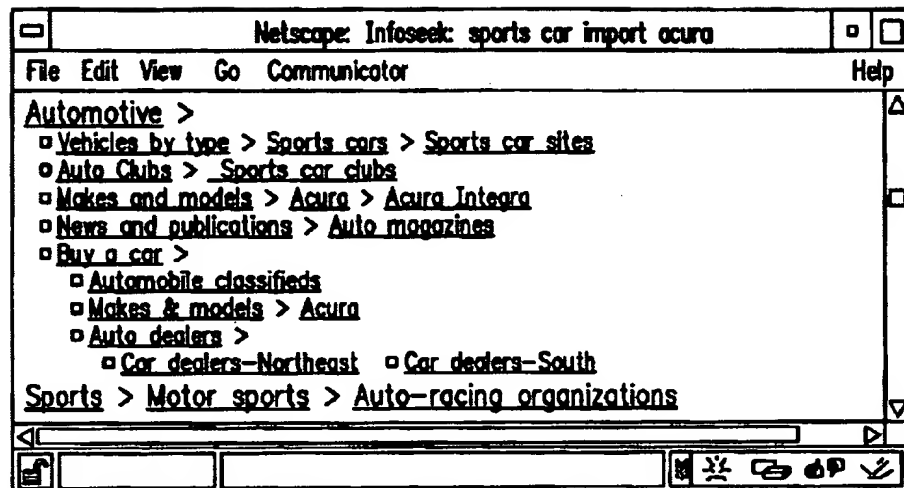 Netscape: Infoseek: sports car import acura
File Edit View Go Communicator Help
Automotive >
Vehicles by type > Sports cars > Sports car sites
Auto Clubs > Sports car clubs
Makes and models > Acura > Acura Integra
News and publications > Auto magazines
Buy a car >
Automobile classifieds
Makes & models > Acura
Auto dealers >
Car dealers-Northeast Car dealers-South
Sports > Motor sports > Auto-racing organizations